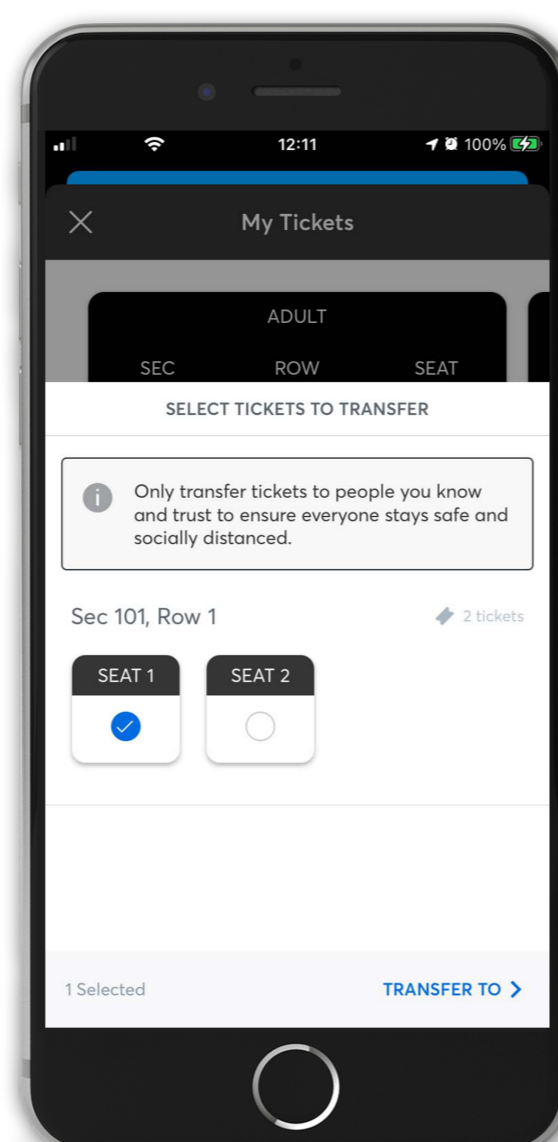 12:11
100%
My Tickets
ADULT
SEC ROW SEAT
SELECT TICKETS TO TRANSFER
Only transfer tickets to people you know
and trust to ensure everyone stays safe and
socially distanced.
Sec 101, Row 1 2 tickets
SEAT 1 SEAT 2
1 Selected TRANSFER TO